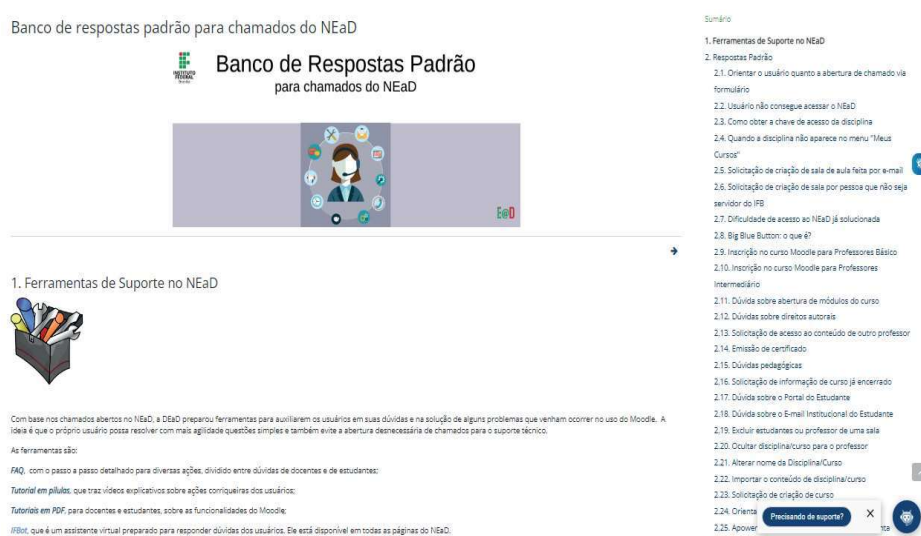 Banco de respostas padrão para chamados do NEaD
INSTITUTO
FEDERAL
Brasília
Banco de Respostas Padrão
para chamados do NEaD
E@D
1. Ferramentas de Suporte no NEaD
Com base nos chamados abertos no NEaD, a DEaD preparou ferramentas para auxiliarem os usuários em suas dúvidas e na solução de alguns problemas que venham ocorrer no uso do Moodle. A
ideia é que o próprio usuário possa resolver com mais agilidade questões simples e também evite a abertura desnecessária de chamados para o suporte técnico.
As ferramentas são:
FAQ, com o passo a passo detalhado para diversas ações, dividido entre dúvidas de docentes e de estudantes;
Tutorial em pílulas, que traz vídeos explicativos sobre ações corriqueiras dos usuários;
Tutoriais em PDF, para docentes e estudantes, sobre as funcionalidades do Moodle;
IFBot, que é um assistente virtual preparado para responder dúvidas dos usuários. Ele está disponível em todas as páginas do NEaD.
Sumário
1. Ferramentas de Suporte no NEaD
2. Respostas Padrão
2.1. Orientar o usuário quanto a abertura de chamado via
formulário
2.2. Usuário não consegue acessar o NEaD
2.3. Como obter a chave de acesso da disciplina
2.4. Quando a disciplina não aparece no menu "Meus
Cursos"
2.5. Solicitação de criação de sala de aula feita por e-mail
2.6. Solicitação de criação de sala por pessoa que não seja
servidor do IFB
2.7. Dificuldade de acesso ao NEaD já solucionada
2.8. Big Blue Button: o que é?
2.9. Inscrição no curso Moodle para Professores Básico
2.10. Inscrição no curso Moodle para Professores
Intermediário
2.11. Dúvida sobre abertura de módulos do curso
2.12. Dúvidas sobre direitos autorais
2.13. Solicitação de acesso ao conteúdo de outro professor
2.14. Emissão de certificado
2.15. Dúvidas pedagógicas
2.16. Solicitação de informação de curso já encerrado
2.17. Dúvida sobre o Portal do Estudante
2.18. Dúvida sobre o E-mail Institucional do Estudante
2.19. Excluir estudantes ou professor de uma sala
2.20. Ocultar disciplina/curso para o professor
2.21. Alterar nome da Disciplina/Curso
2.22. Importar o conteúdo de disciplina/curso
2.23. Solicitação de criação de curso
2.24. Orienta
2.25. Apower
Precisando de suporte? X